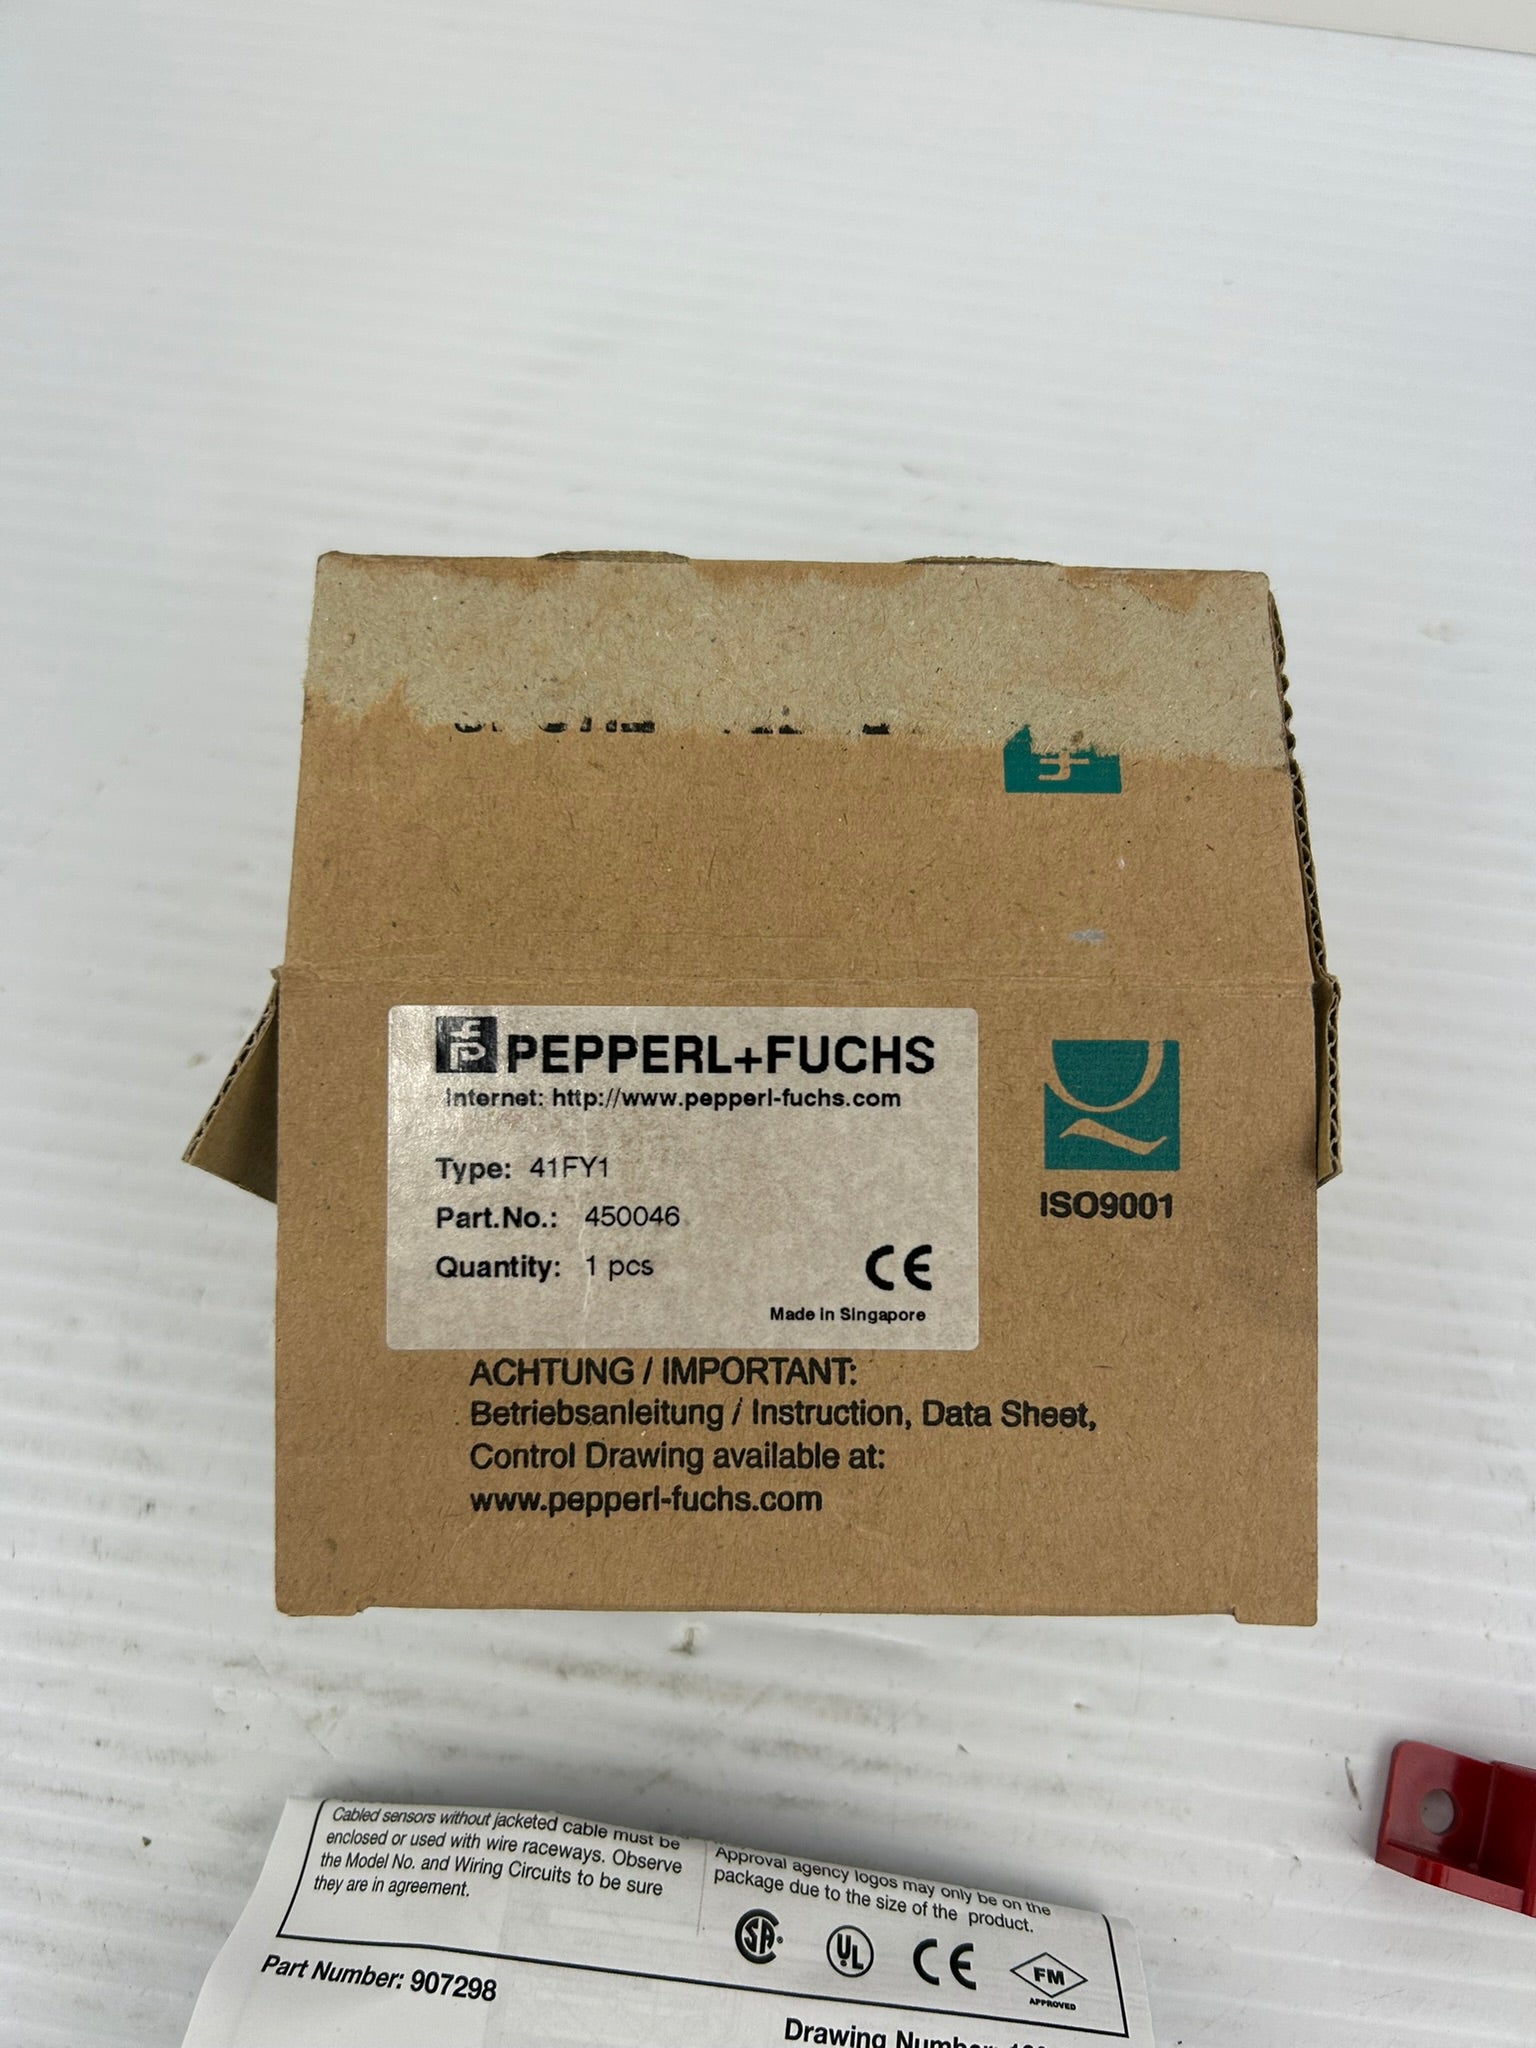 PEPPERL+FUCHS
Internet: http://www.pepperl-fuchs.com
Type: 41FY1
Part.No.: 450046
Quantity: 1 pcs
CE
Made in Singapore
ISO9001
ACHTUNG / IMPORTANT:
Betriebsanleitung / Instruction, Data Sheet,
Control Drawing available at:
www.pepperl-fuchs.com
Cabled sensors without jacketed cable must be
enclosed or used with wire raceways. Observe
the Model No. and Wiring Circuits to be sure
they are in agreement.
Approval agency logos may only be on the
package due to the size of the product.
SA UL CE FM
APPROVED
Part Number: 907298
Drawing Number: